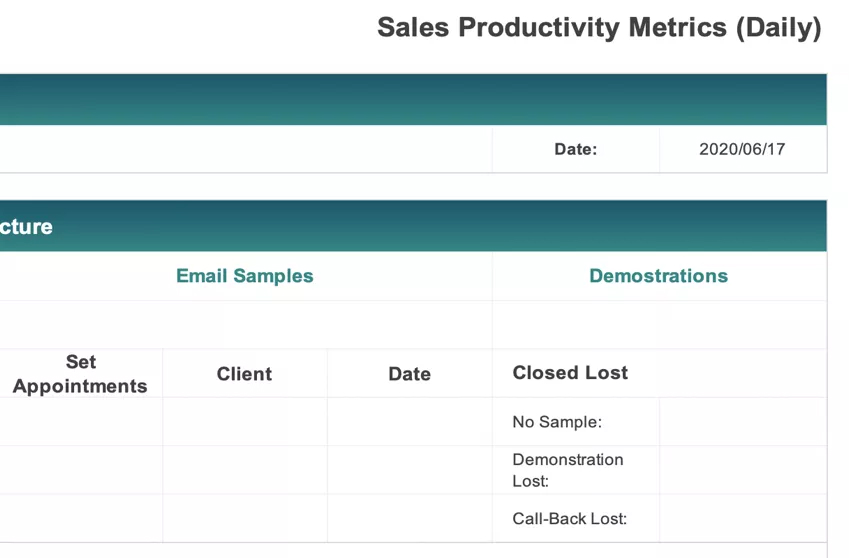 Sales Productivity Metrics (Daily)
Date: 2020/06/17
cture
Email Samples Demostrations
Set
Appointments Client Date Closed Lost
No Sample:
Demonstration
Lost:
Call-Back Lost: